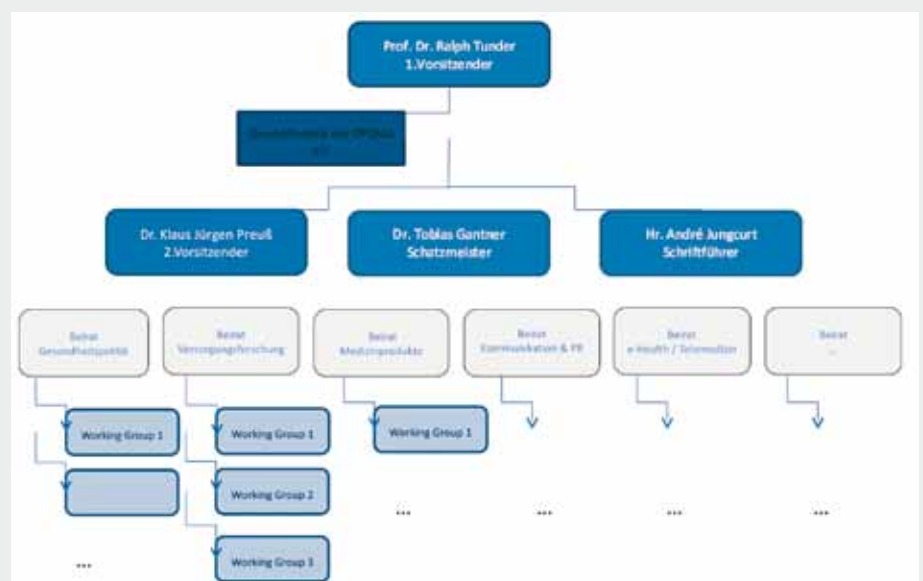 Prof. Dr. Ralph Tunder
1.Vorsitzender
Dr. Klaus Jürgen Preuß
2.Vorsitzender
Dr. Tobias Gantner
Schatzmeister
Hr. André Jungcurt
Schriftführer
Beirat
Gesundheitspolitik
Beirat
Versorgungsforschung
Beirat
Medizinprodukte
Beirat
Kommunikation & PR
Beirat
e-Health / Telemedizin
Beirat
...
Working Group 1
Working Group 1
Working Group 1
Working Group 2
...
...
...
...
Working Group 3
...